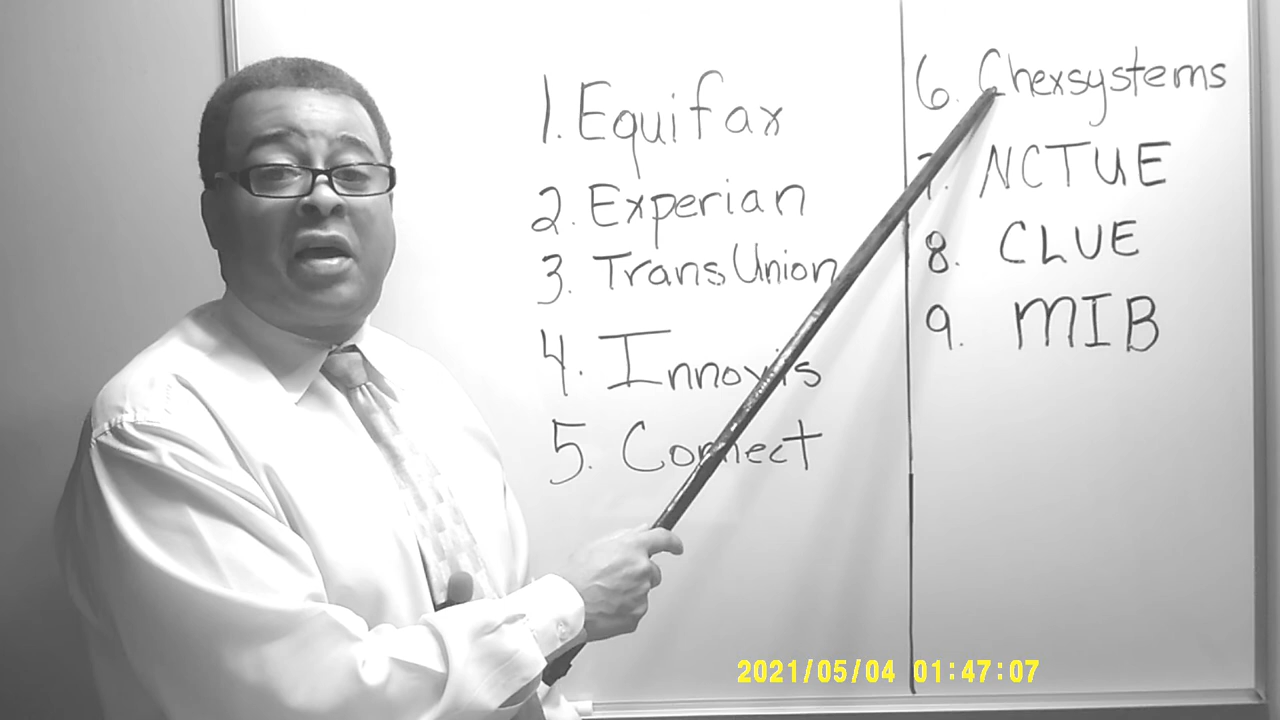 1. Equifax
2. Experian
3. TransUnion
4. Innovis
5. Connect
6. Chexsystems
7. NCTUE
8. CLUE
9. MIB
2021/05/04 01:47:07